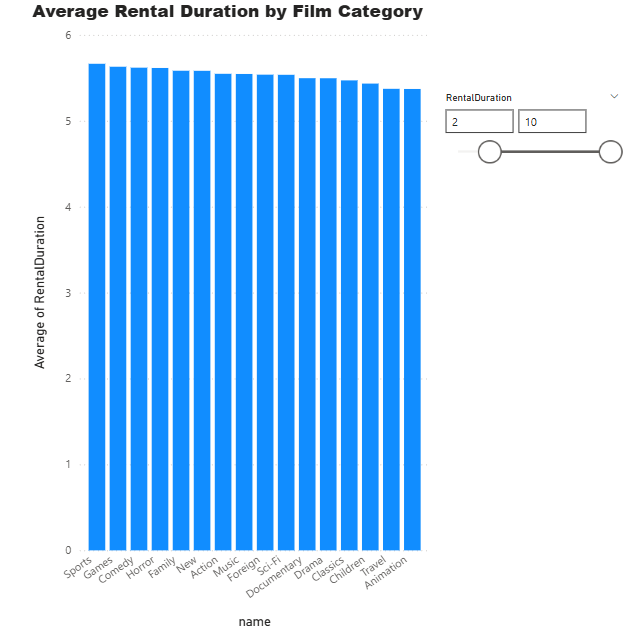 Average Rental Duration by Film Category
6
5
4
3
2
1
0
Average of RentalDuration
Sports
Games
Comedy
Horror
Family
New
Action
Music
Foreign
Sci-Fi
Documentary
Drama
Classics
Children
Travel
Animation
name
RentalDuration
2
10